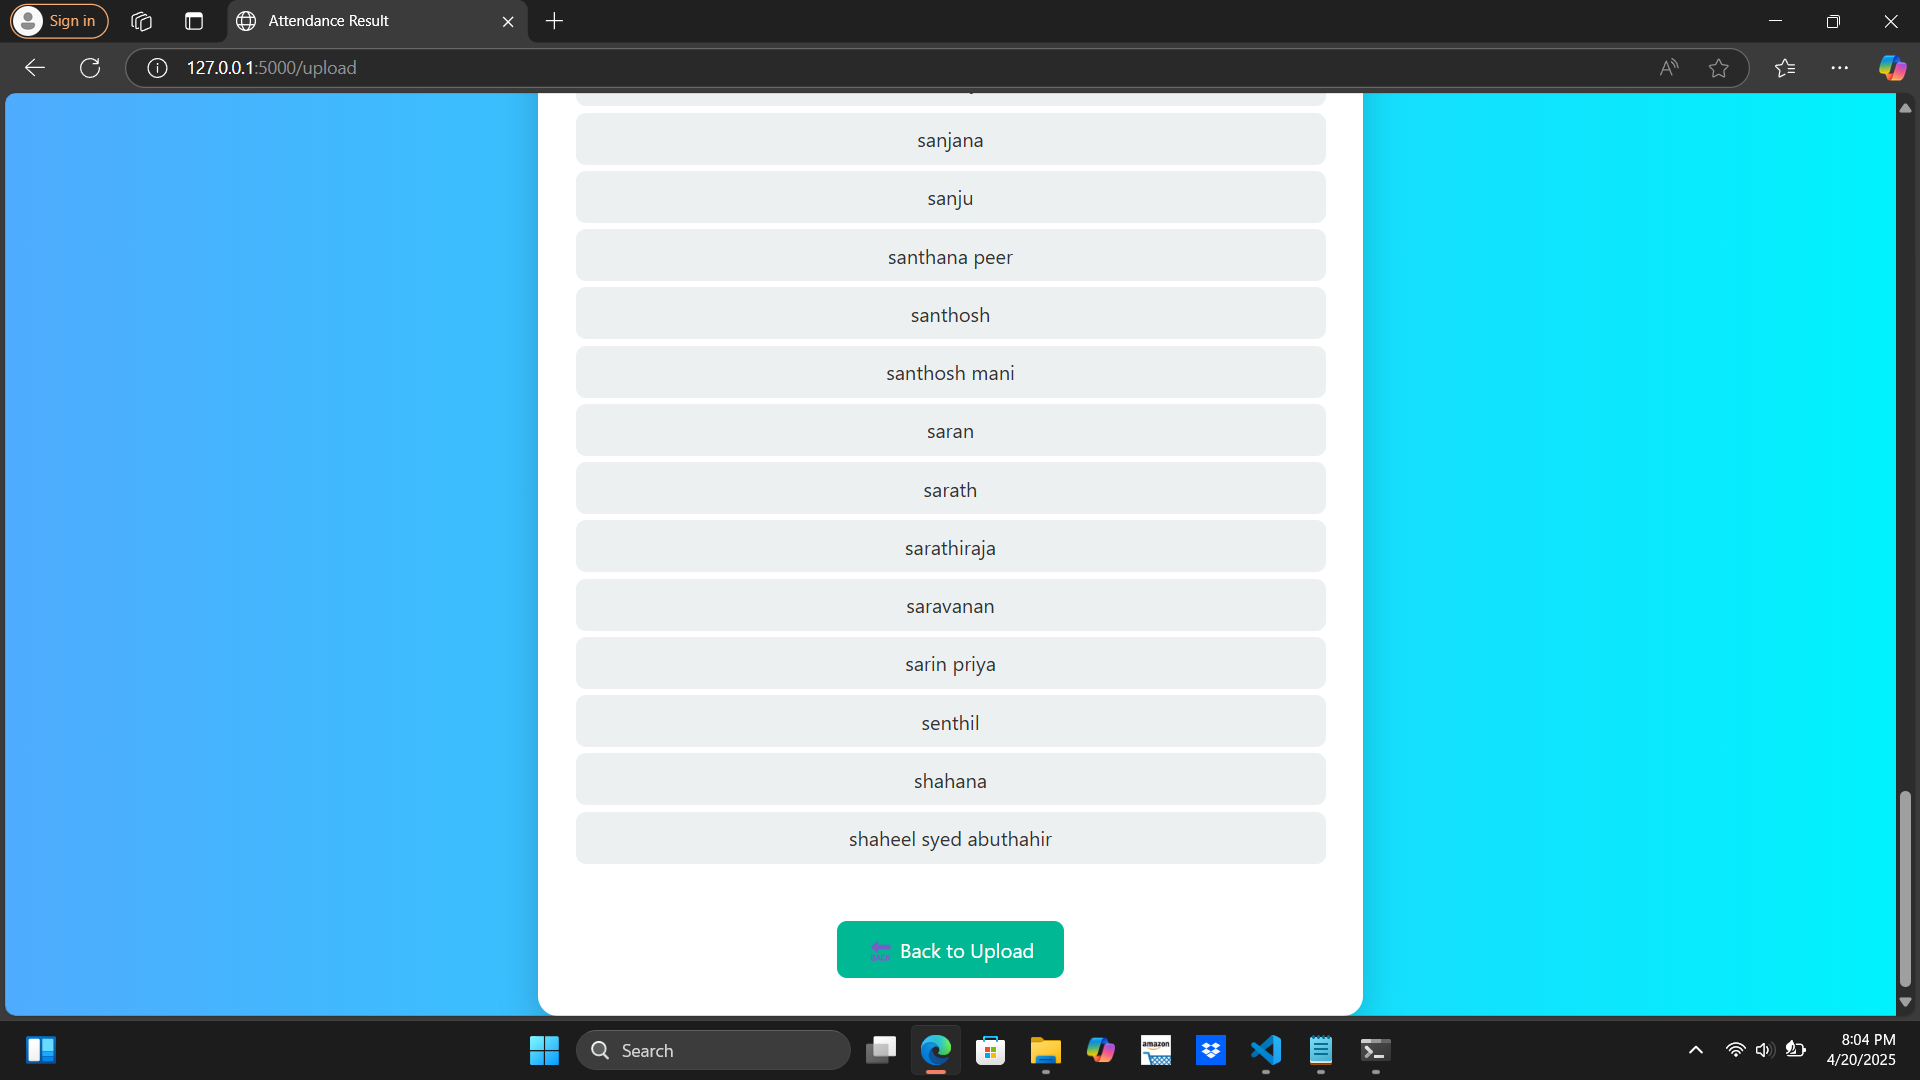 Sign in
Attendance Result
127.0.0.1:5000/upload
sanjana
sanju
santhana peer
santhosh
santhosh mani
saran
sarath
sarathiraja
saravanan
sarin priya
senthil
shahana
shaheel syed abuthahir
BACK Back to Upload
Search
amazon
8:04 PM
4/20/2025